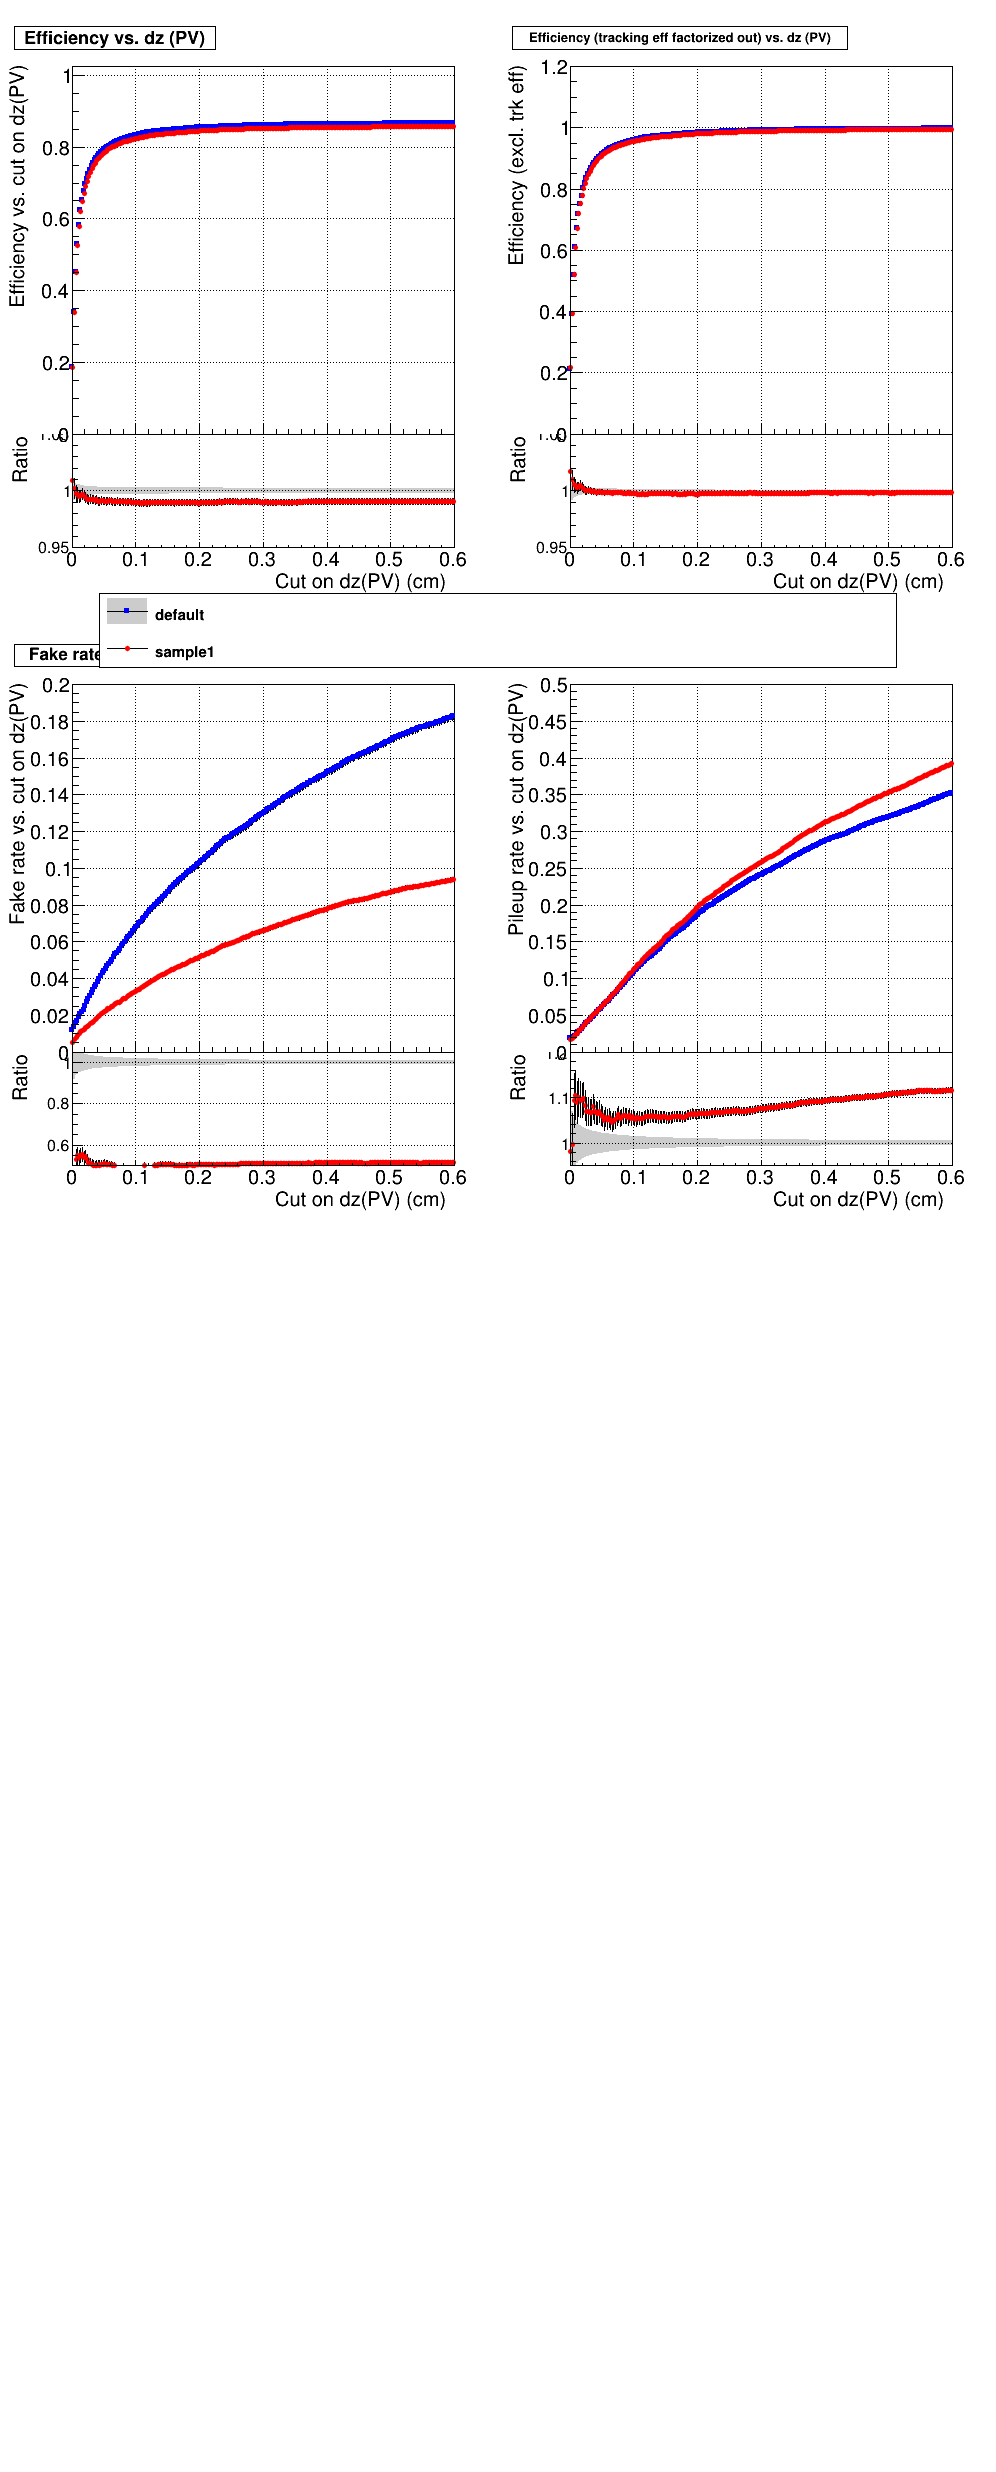 Efficiency vs. dz (PV)
Efficiency vs. cut on dz(PV)
1
0.8
0.6
0.4
0.2
0
Ratio
1
0.95
0 0.1 0.2 0.3 0.4 0.5 0.6
Cut on dz(PV) (cm)
Efficiency (tracking eff factorized out) vs. dz (PV)
Efficiency (excl. trk eff)
1.2
1
0.8
0.6
0.4
0.2
0
Ratio
1
0.95
0 0.1 0.2 0.3 0.4 0.5 0.6
Cut on dz(PV) (cm)
default
sample1
Fake rate
Fake rate vs. cut on dz(PV)
0.2
0.18
0.16
0.14
0.12
0.1
0.08
0.06
0.04
0.02
0
Ratio
1
0.8
0.6
0 0.1 0.2 0.3 0.4 0.5 0.6
Cut on dz(PV) (cm)
Pileup rate vs. cut on dz(PV)
0.5
0.45
0.4
0.35
0.3
0.25
0.2
0.15
0.1
0.05
0
Ratio
1.1
1
0 0.1 0.2 0.3 0.4 0.5 0.6
Cut on dz(PV) (cm)